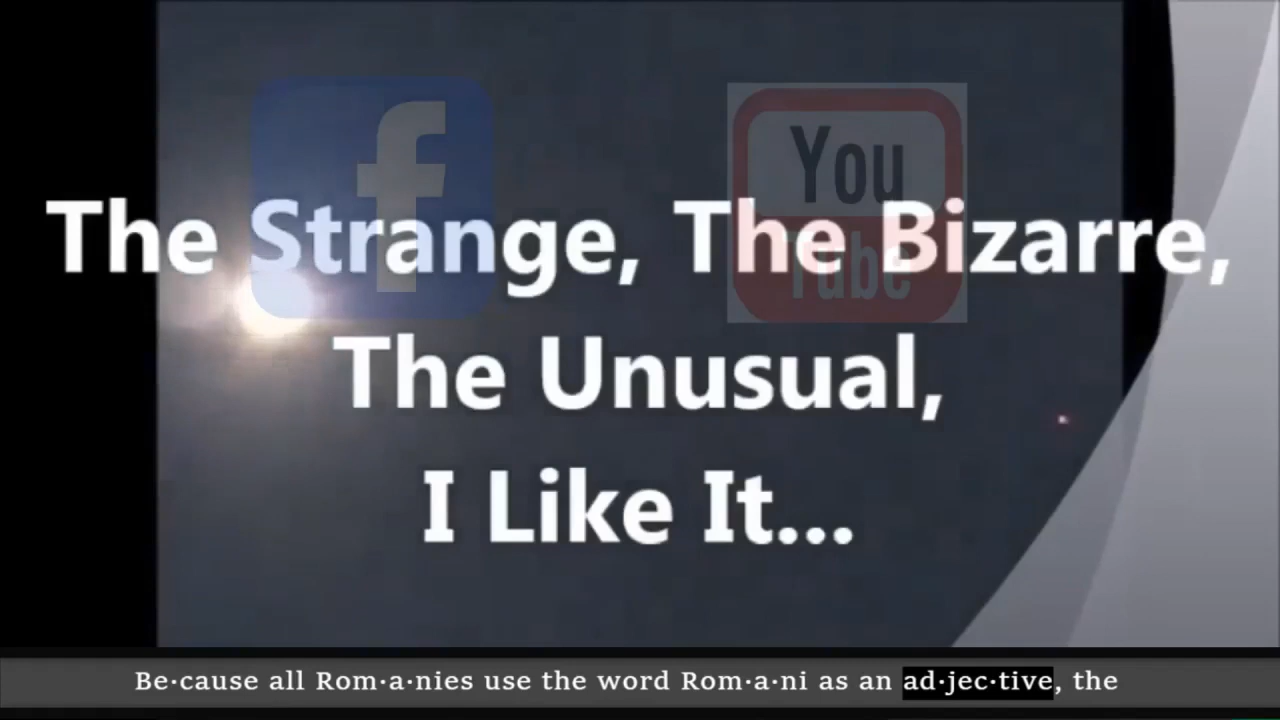 f
You
Tube
The Strange, The Bizarre,
The Unusual,
I Like It...
Be·cause all Rom·a·nies use the word Rom·a·ni as an ad·jec·tive, the